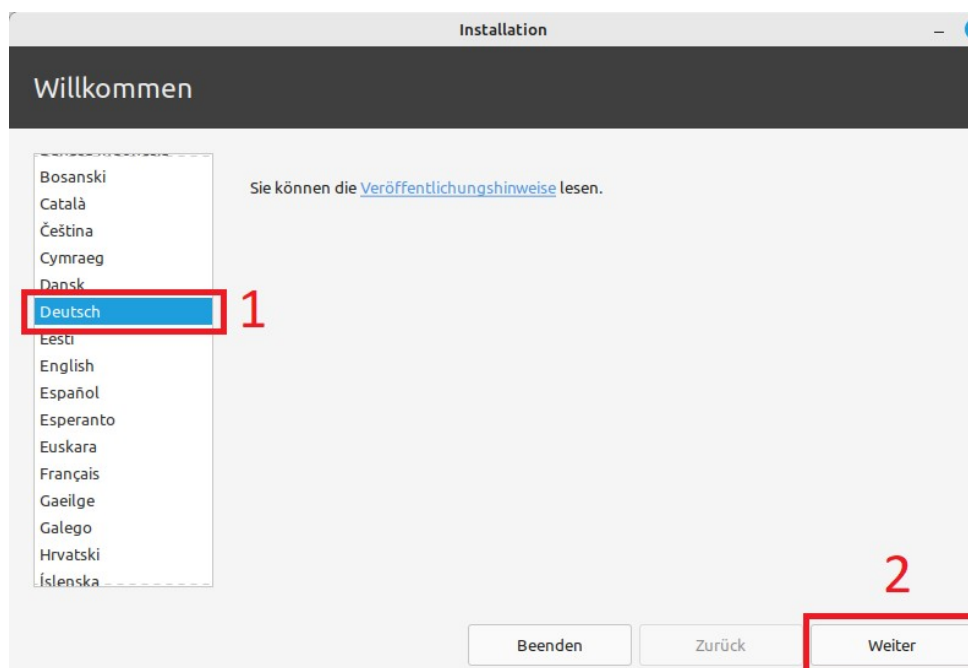 Installation
Willkommen
Bosanski
Català
Čeština
Cymraeg
Dansk
Deutsch
Eesti
English
Español
Esperanto
Euskara
Français
Gaeilge
Galego
Hrvatski
Íslenska
Sie können die Veröffentlichungshinweise lesen.
1
2
Beenden
Zurück
Weiter